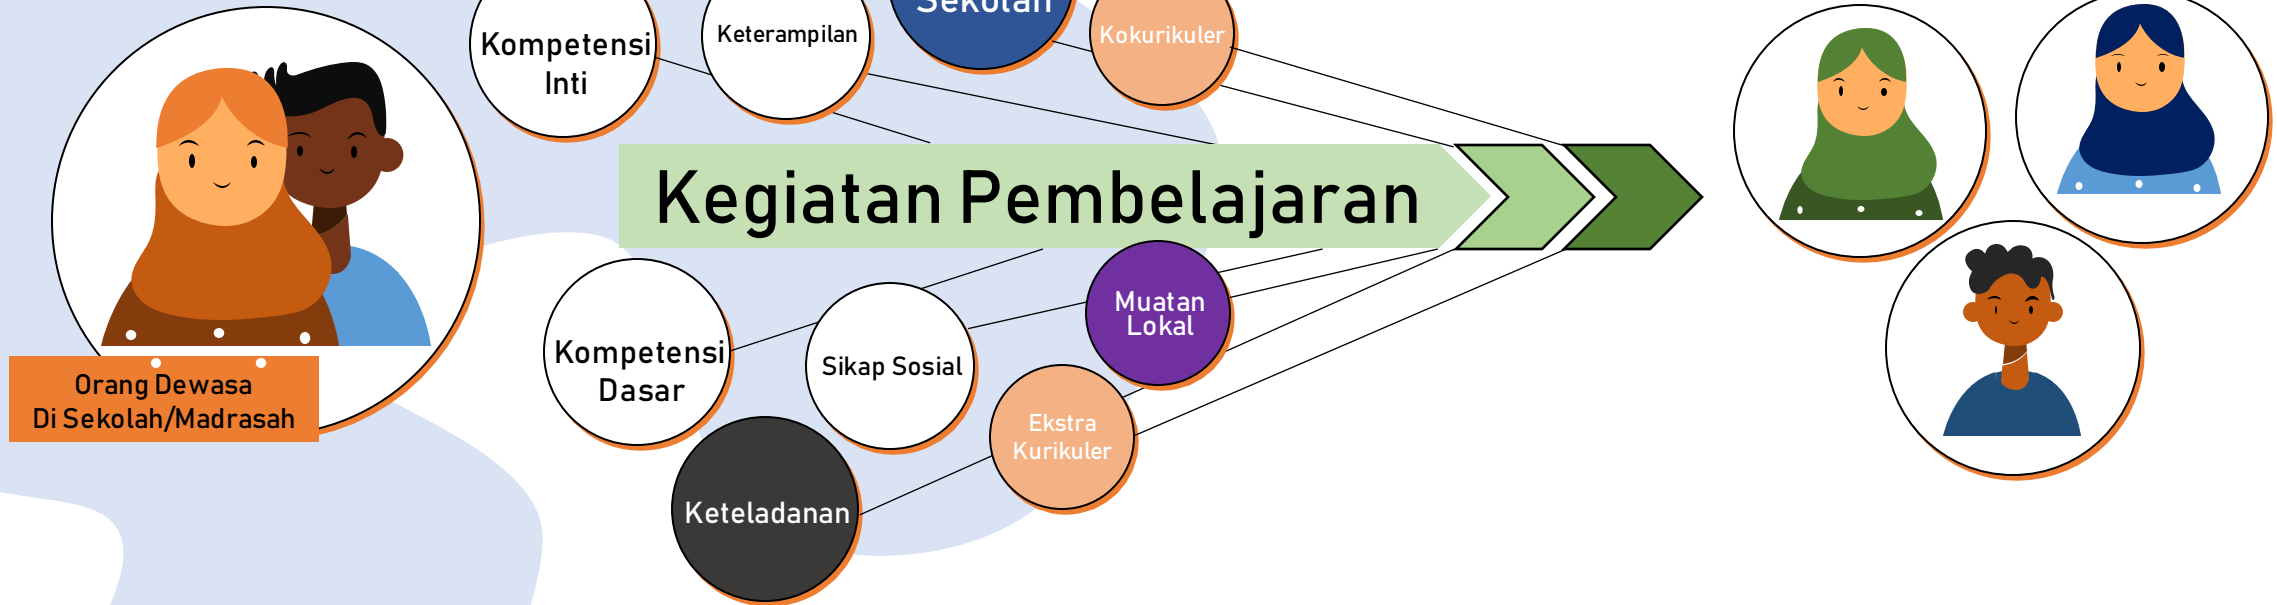 Sekolah
Kompetensi
Inti
Keterampilan
Kokurikuler
Kegiatan Pembelajaran
Orang Dewasa
Di Sekolah/Madrasah
Kompetensi
Dasar
Sikap Sosial
Muatan
Lokal
Ekstra
Kurikuler
Keteladanan